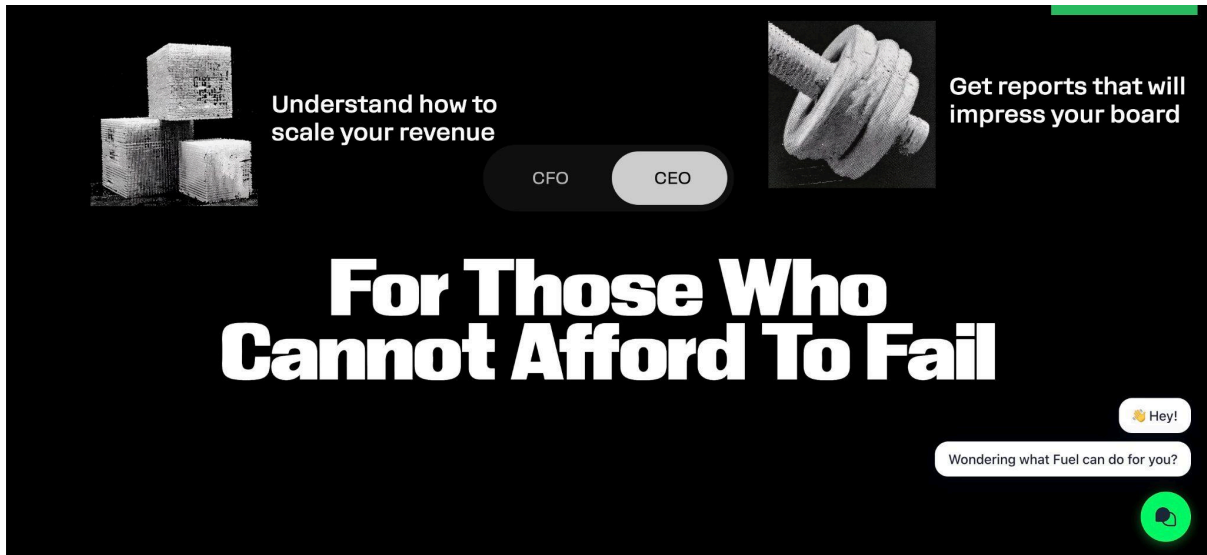 Understand how to
scale your revenue
Get reports that will
impress your board
CFO
CEO
For Those Who
Cannot Afford To Fail
👋 Hey!
Wondering what Fuel can do for you?